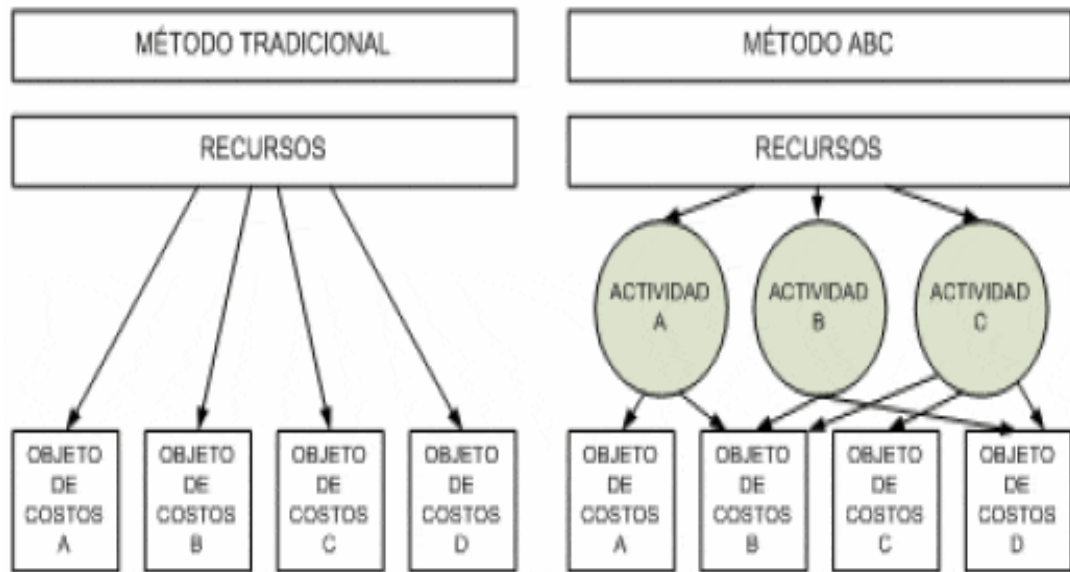 MÉTODO TRADICIONAL
RECURSOS
OBJETO
DE
COSTOS
A
OBJETO
DE
COSTOS
B
OBJETO
DE
COSTOS
C
OBJETO
DE
COSTOS
D
MÉTODO ABC
RECURSOS
ACTIVIDAD
A
ACTIVIDAD
B
ACTIVIDAD
C
OBJETO
DE
COSTOS
A
OBJETO
DE
COSTOS
B
OBJETO
DE
COSTOS
C
OBJETO
DE
COSTOS
D